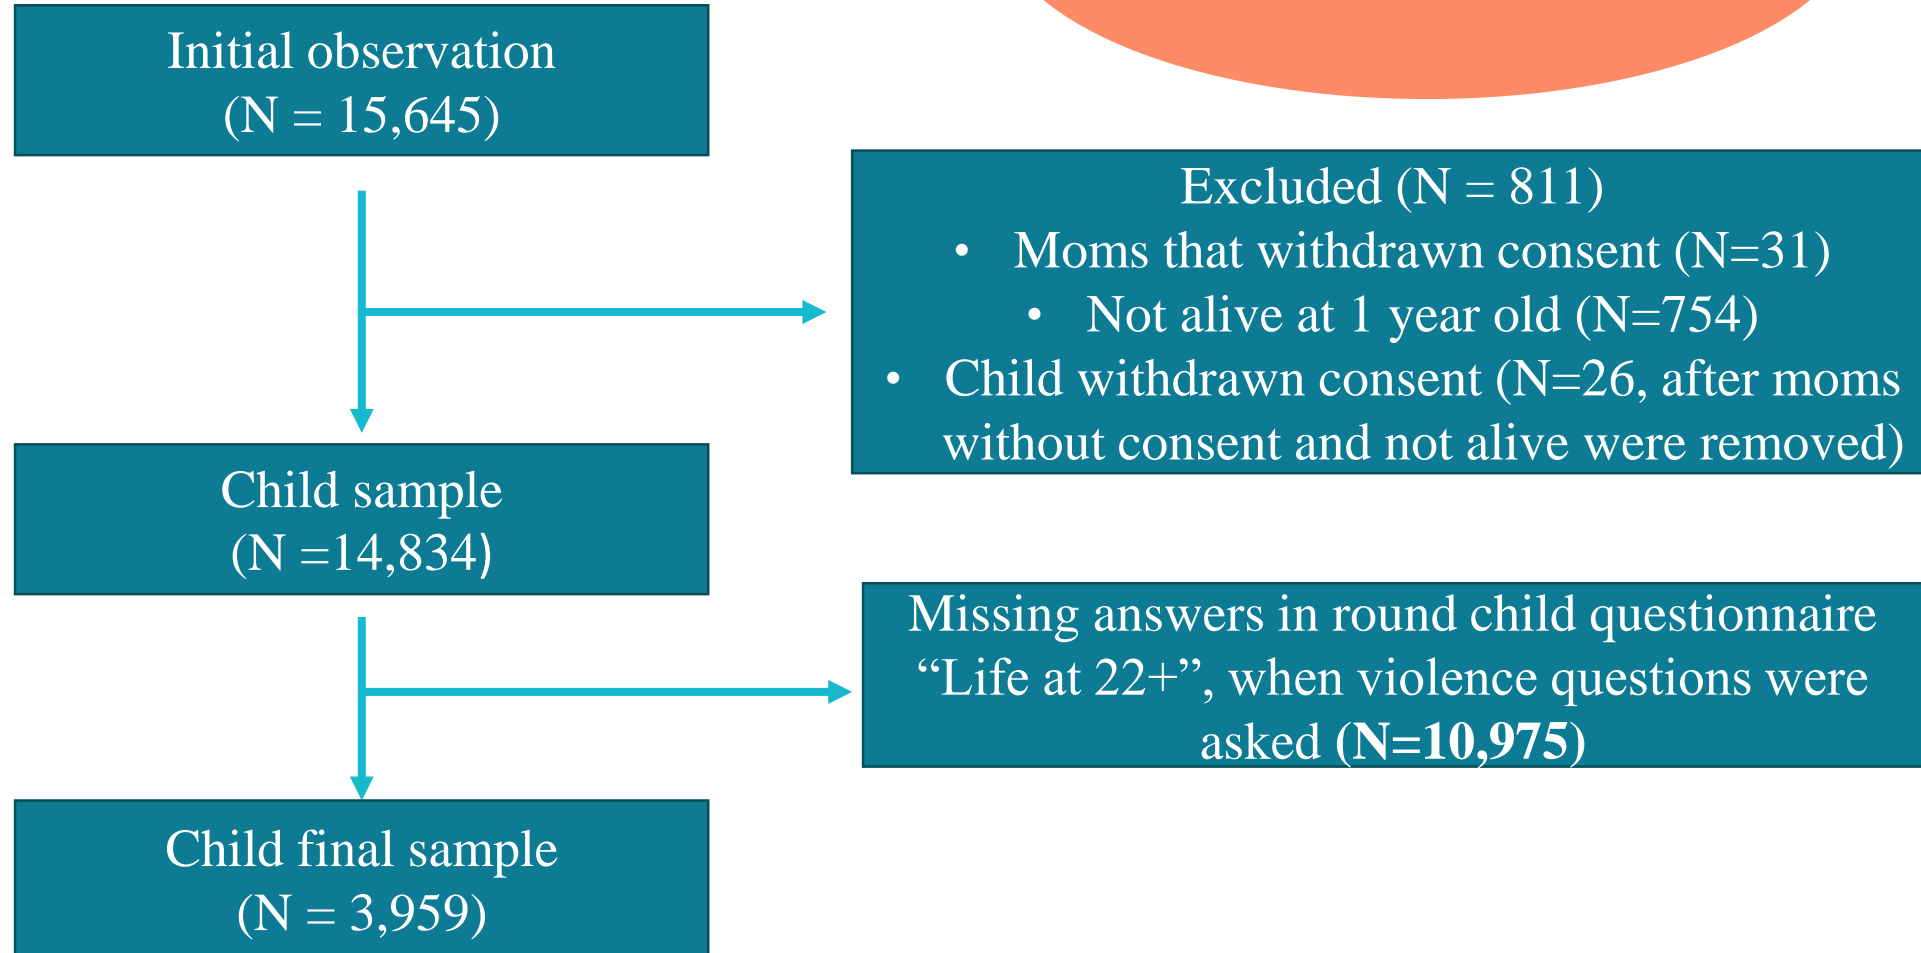 Initial observation
(N = 15,645)
Excluded (N = 811)
• Moms that withdrawn consent (N=31)
• Not alive at 1 year old (N=754)
• Child withdrawn consent (N=26, after moms
without consent and not alive were removed)
Child sample
(N =14,834)
Missing answers in round child questionnaire
“Life at 22+”, when violence questions were
asked (N=10,975)
Child final sample
(N = 3,959)